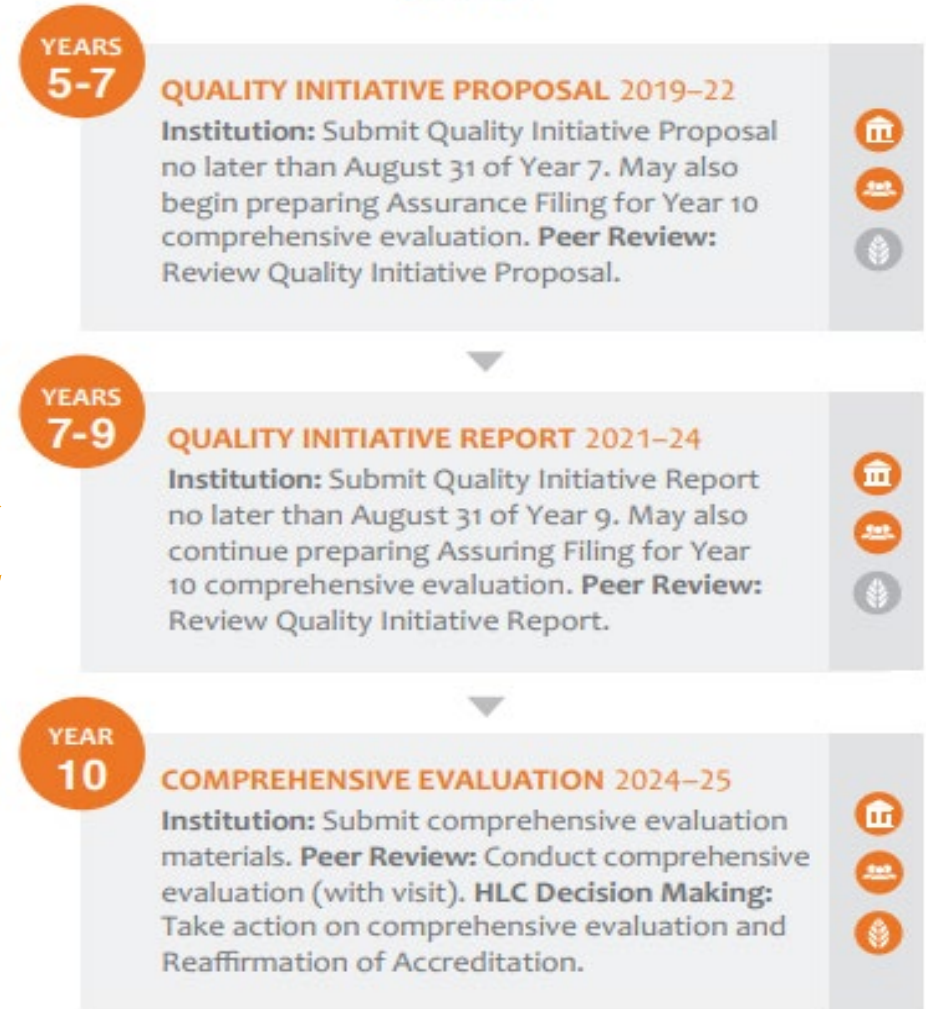 YEARS
5-7
QUALITY INITIATIVE PROPOSAL 2019–22
Institution: Submit Quality Initiative Proposal
no later than August 31 of Year 7. May also
begin preparing Assurance Filing for Year 10
comprehensive evaluation. Peer Review:
Review Quality Initiative Proposal.
YEARS
7-9
QUALITY INITIATIVE REPORT 2021–24
Institution: Submit Quality Initiative Report
no later than August 31 of Year 9. May also
continue preparing Assuring Filing for Year
10 comprehensive evaluation. Peer Review:
Review Quality Initiative Report.
YEAR
10
COMPREHENSIVE EVALUATION 2024–25
Institution: Submit comprehensive evaluation
materials. Peer Review: Conduct comprehensive
evaluation (with visit). HLC Decision Making:
Take action on comprehensive evaluation and
Reaffirmation of Accreditation.